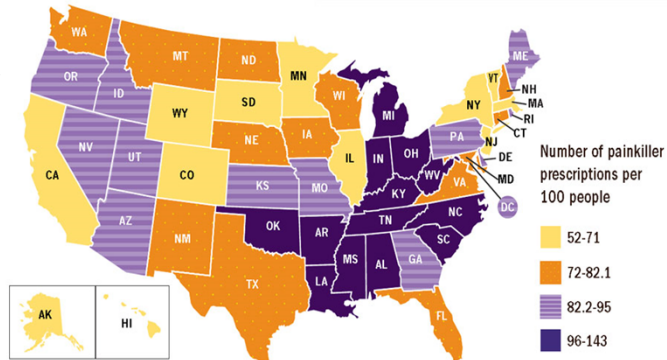 WA
MT
ND
MN
VT
ME
OR
ID
WY
SD
WI
MI
NY
NH
MA
RI
CT
NV
UT
CO
NE
IA
IL
IN
OH
PA
NJ
DE
MD
DC
CA
KS
MO
KY
WV
VA
AZ
NM
OK
AR
TN
NC
TX
LA
MS
AL
GA
SC
FL
AK
HI
Number of painkiller
prescriptions per
100 people
52-71
72-82.1
82.2-95
96-143